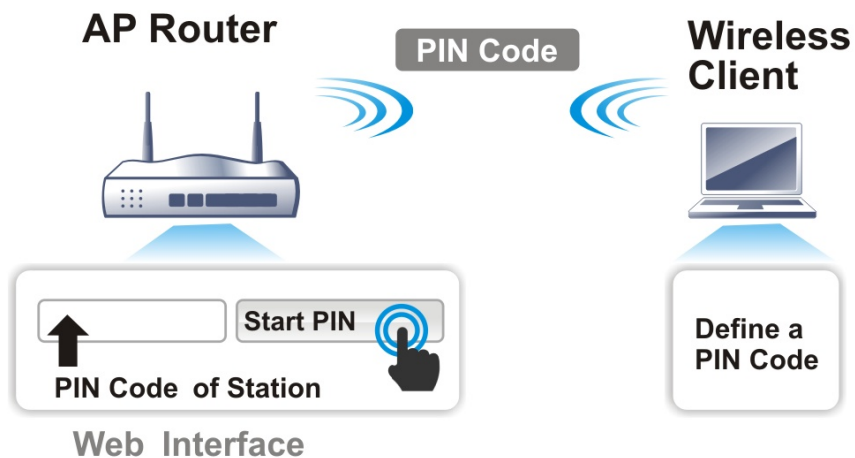 AP Router
PIN Code
Wireless
Client
Start PIN
PIN Code of Station
Web Interface
Define a
PIN Code